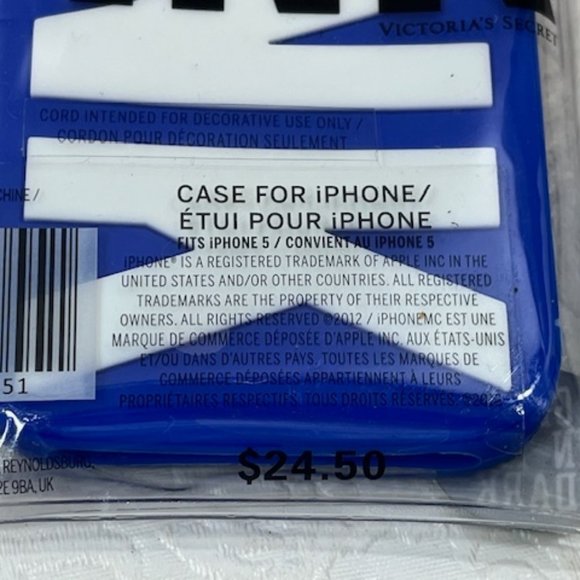 VICTORIA'S SECRET
CORD INTENDED FOR DECORATIVE USE ONLY /
CORDON POUR DÉCORATION SEULEMENT
CHINE /
CASE FOR iPHONE/
ÉTUI POUR iPHONE
FITS iPHONE 5 / CONVIENT AU iPHONE 5
iPHONE® IS A REGISTERED TRADEMARK OF APPLE INC IN THE
UNITED STATES AND/OR OTHER COUNTRIES. ALL REGISTERED
TRADEMARKS ARE THE PROPERTY OF THEIR RESPECTIVE
OWNERS. ALL RIGHTS RESERVED ©2012 / iPHONEMC EST UNE
MARQUE DE COMMERCE DÉPOSÉE D'APPLE INC. AUX ÉTATS-UNIS
ET/OU DANS D'AUTRES PAYS. TOUTES LES MARQUES DE
COMMERCE DÉPOSÉES APPARTIENNENT À LEURS
PROPRIÉTAIRES RESPECTIFS. TOUS DROITS RÉSERVÉS. ©2012
51
REYNOLDSBURG,
2E 9BA, UK
$24.50